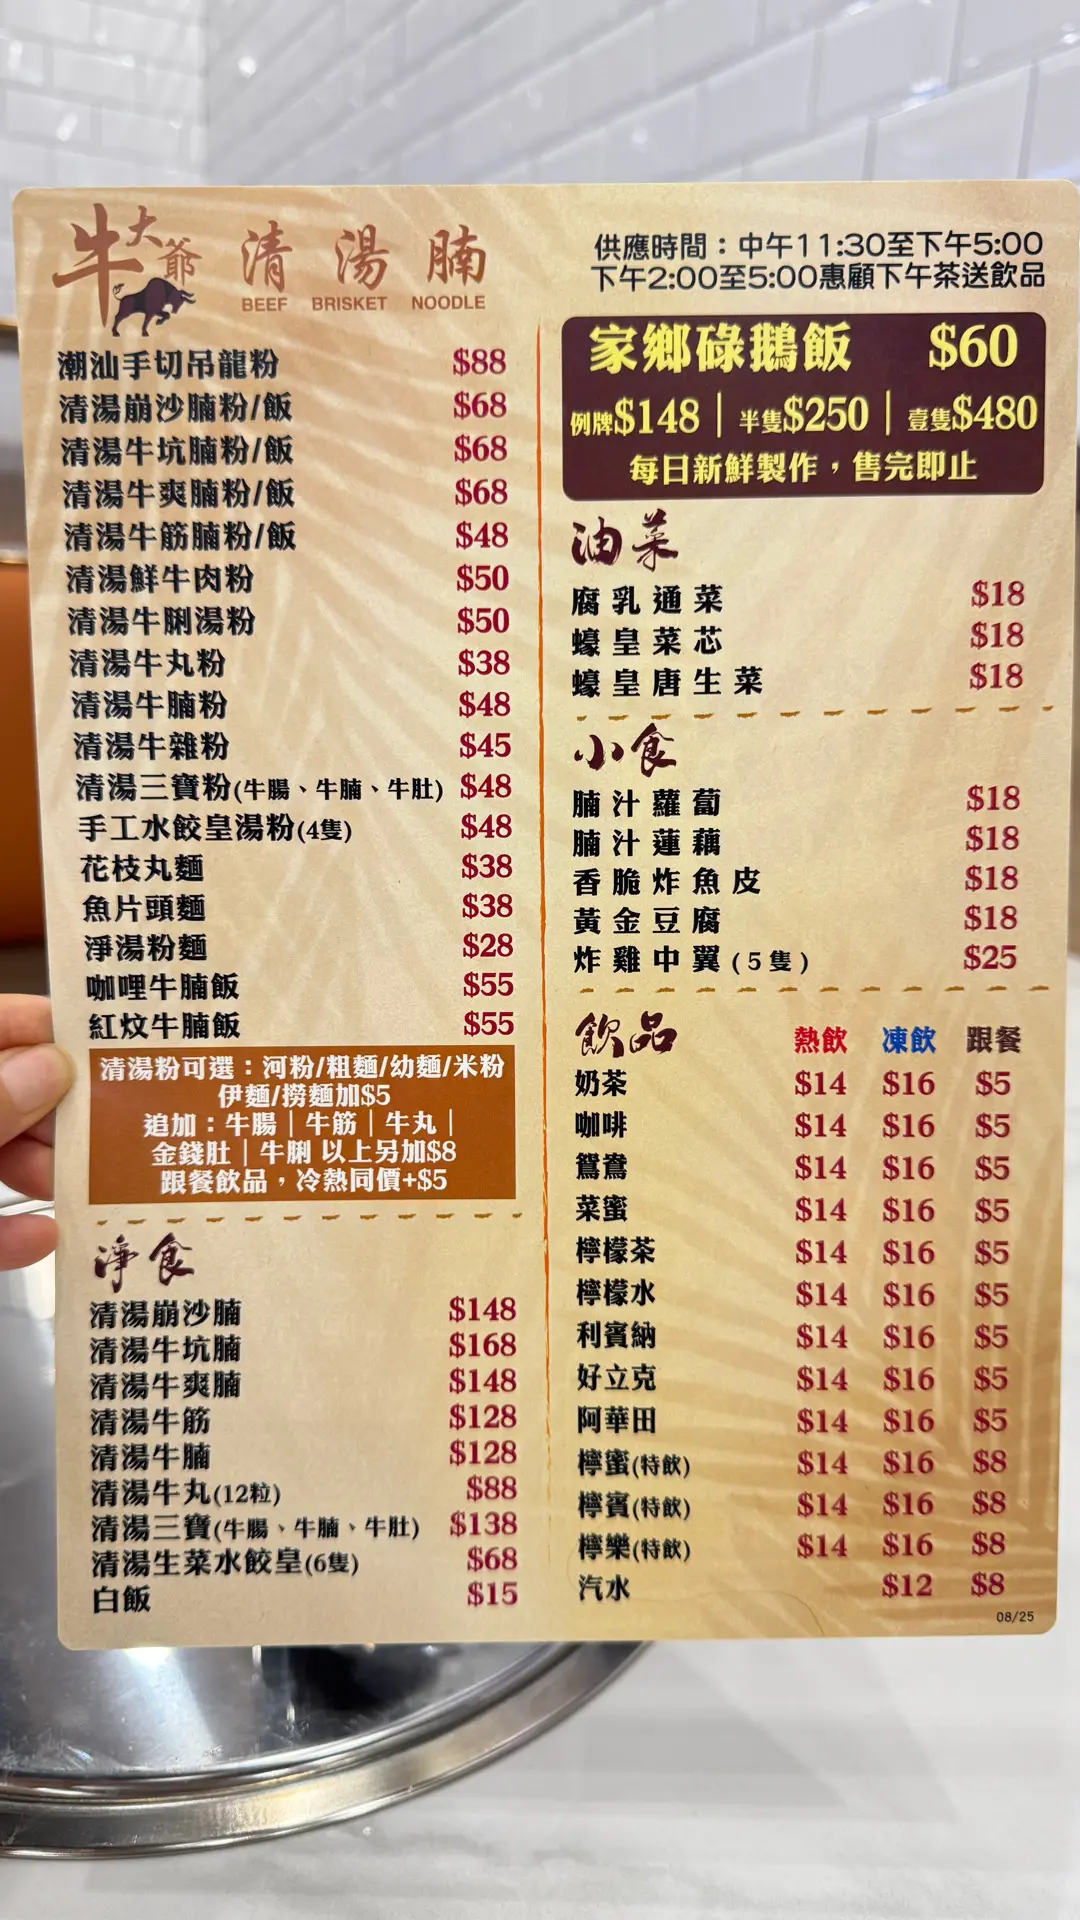 牛大爺 清湯腩
BEEF BRISKET NOODLE
潮汕手切吊龍粉 $88
清湯崩沙腩粉/飯 $68
清湯牛坑腩粉/飯 $68
清湯牛爽腩粉/飯 $68
清湯牛筋腩粉/飯 $48
清湯鮮牛肉粉 $50
清湯牛脷湯粉 $50
清湯牛丸粉 $38
清湯牛腩粉 $48
清湯牛雜粉 $45
清湯三寶粉(牛腸、牛腩、牛肚) $48
手工水餃皇湯粉(4隻) $48
花枝丸麵 $38
魚片頭麵 $38
淨湯粉麵 $28
咖哩牛腩飯 $55
紅炆牛腩飯 $55
清湯粉可選：河粉/粗麵/幼麵/米粉
伊麵/撈麵加$5
追加：牛腸｜牛筋｜牛丸｜
金錢肚｜牛脷 以上另加$8
跟餐飲品，冷熱同價+$5
淨食
清湯崩沙腩 $148
清湯牛坑腩 $168
清湯牛爽腩 $148
清湯牛筋 $128
清湯牛腩 $128
清湯牛丸(12粒) $88
清湯三寶(牛腸、牛腩、牛肚) $138
清湯生菜水餃皇(6隻) $68
白飯 $15
供應時間：中午11:30至下午5:00
下午2:00至5:00惠顧下午茶送飲品
家鄉碌鵝飯 $60
例牌$148｜半隻$250｜壹隻$480
每日新鮮製作，售完即止
油菜
腐乳通菜 $18
蠔皇菜芯 $18
蠔皇唐生菜 $18
小食
腩汁蘿蔔 $18
腩汁蓮藕 $18
香脆炸魚皮 $18
黃金豆腐 $18
炸雞中翼(5隻) $25
飲品 熱飲 凍飲 跟餐
奶茶 $14 $16 $5
咖啡 $14 $16 $5
鴛鴦 $14 $16 $5
菜蜜 $14 $16 $5
檸檬茶 $14 $16 $5
檸檬水 $14 $16 $5
利賓納 $14 $16 $5
好立克 $14 $16 $5
阿華田 $14 $16 $5
檸蜜(特飲) $14 $16 $8
檸賓(特飲) $14 $16 $8
檸樂(特飲) $14 $16 $8
汽水 $12 $8
08/25